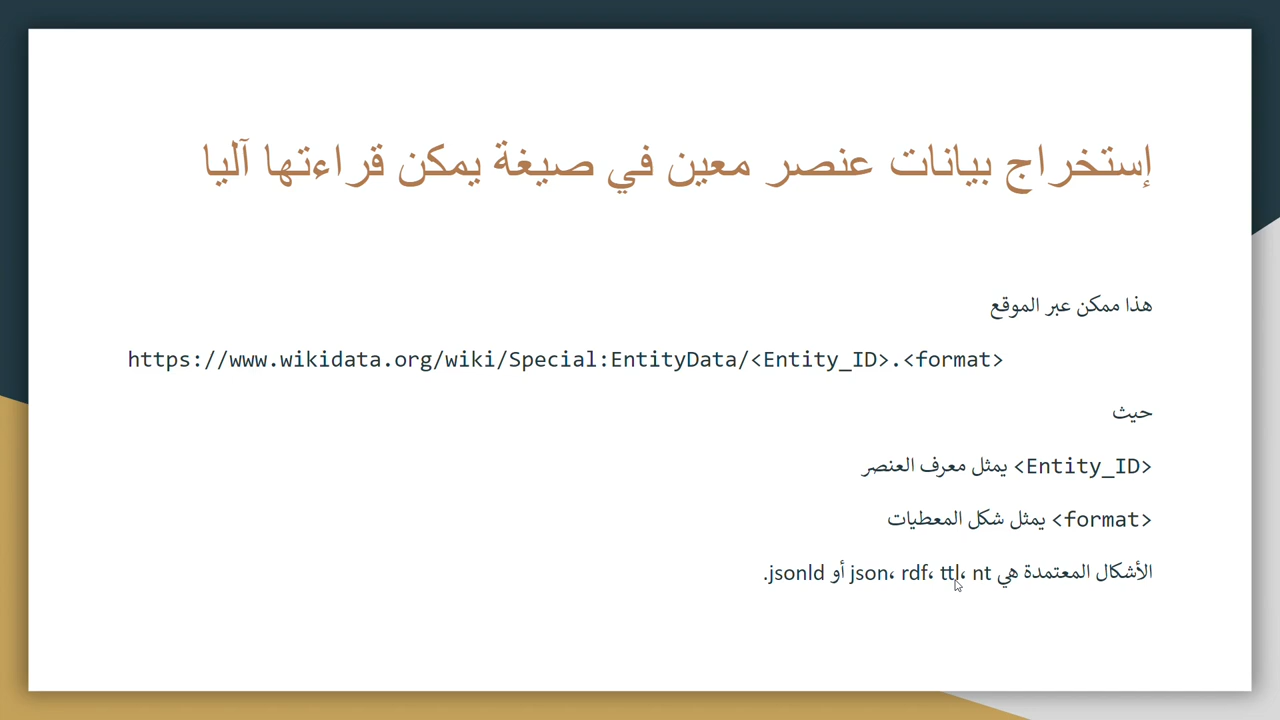 إستخراج بيانات عنصر معين في صيغة يمكن قراءتها آليا
هذا ممكن عبر الموقع
https://www.wikidata.org/wiki/Special:EntityData/<Entity_ID>.<format>
حيث
<Entity_ID> يمثل معرف العنصر
<format> يمثل شكل المعطيات
الأشكال المعتمدة هي json، rdf، ttl، nt أو jsonld.